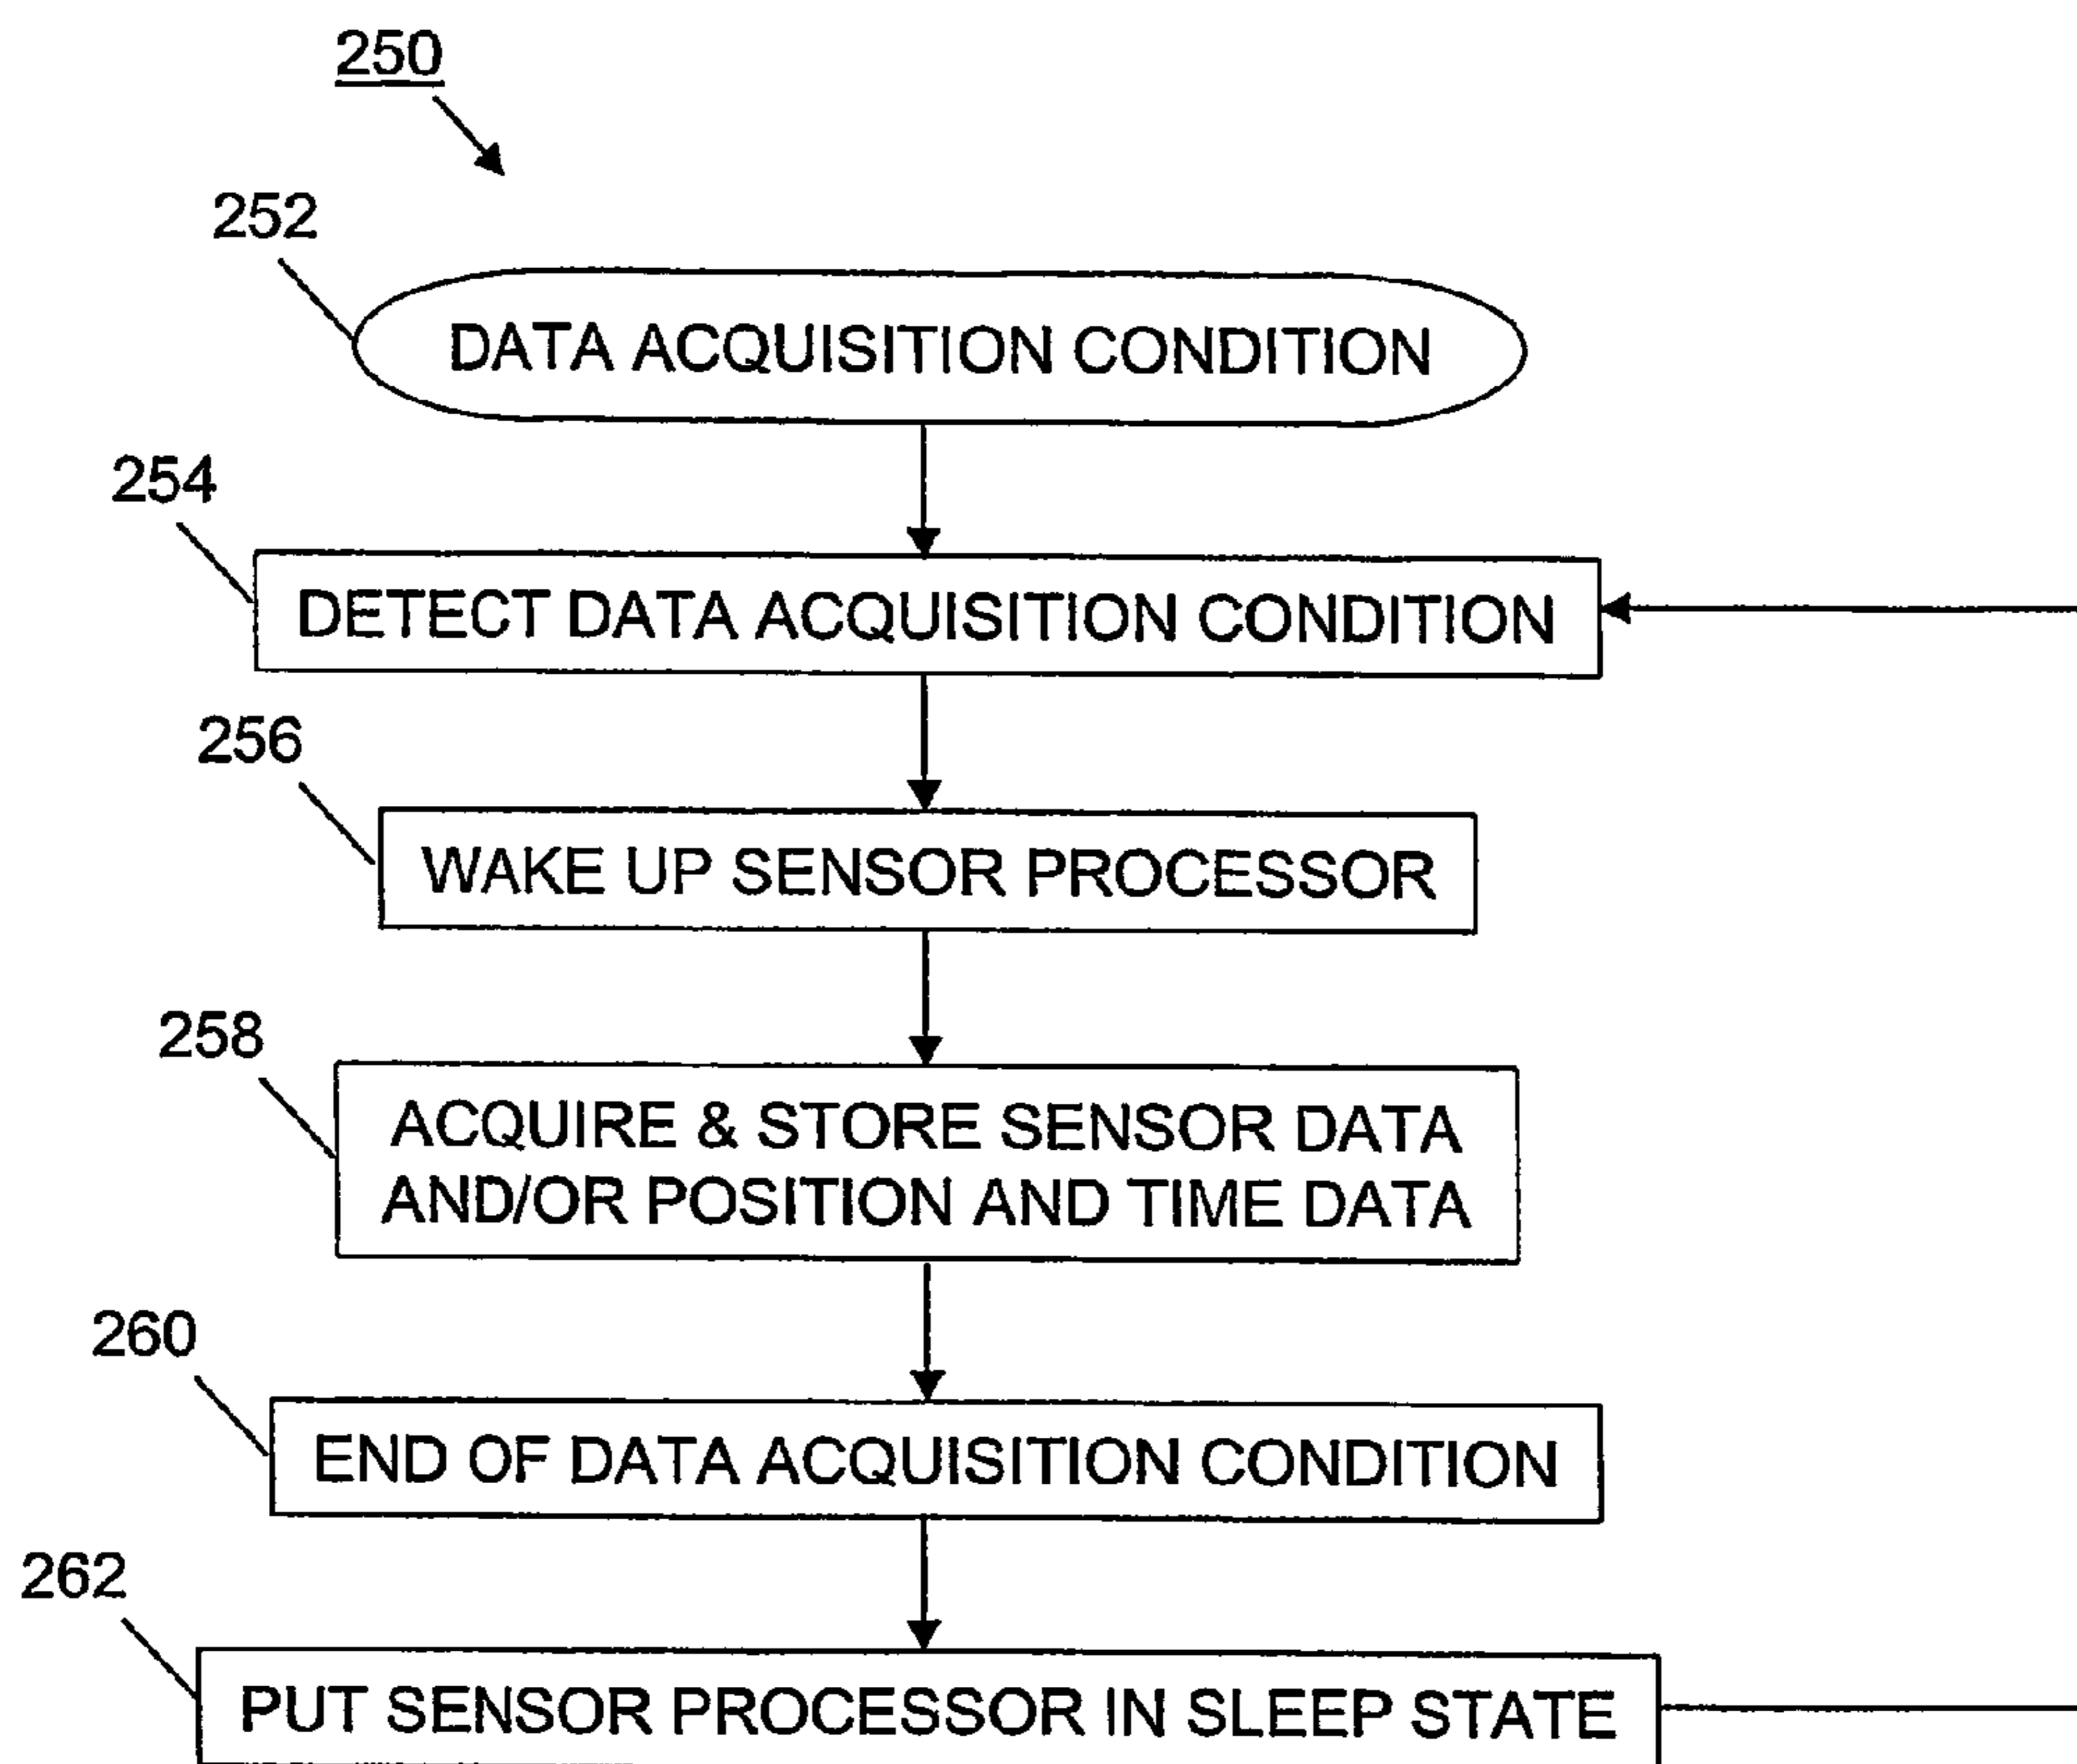 250
252
DATA ACQUISITION CONDITION
254
DETECT DATA ACQUISITION CONDITION
256
WAKE UP SENSOR PROCESSOR
258
ACQUIRE & STORE SENSOR DATA
AND/OR POSITION AND TIME DATA
260
END OF DATA ACQUISITION CONDITION
262
PUT SENSOR PROCESSOR IN SLEEP STATE